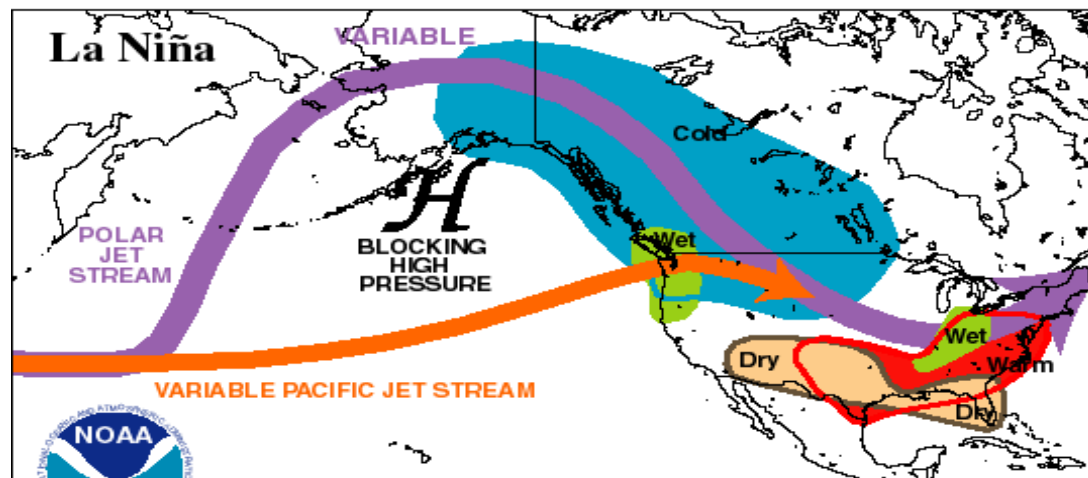 La Niña
VARIABLE
Cold
POLAR
JET
STREAM
BLOCKING
HIGH
PRESSURE
Wet
Wet
Dry
Warm
Dry
VARIABLE PACIFIC JET STREAM
NOAA